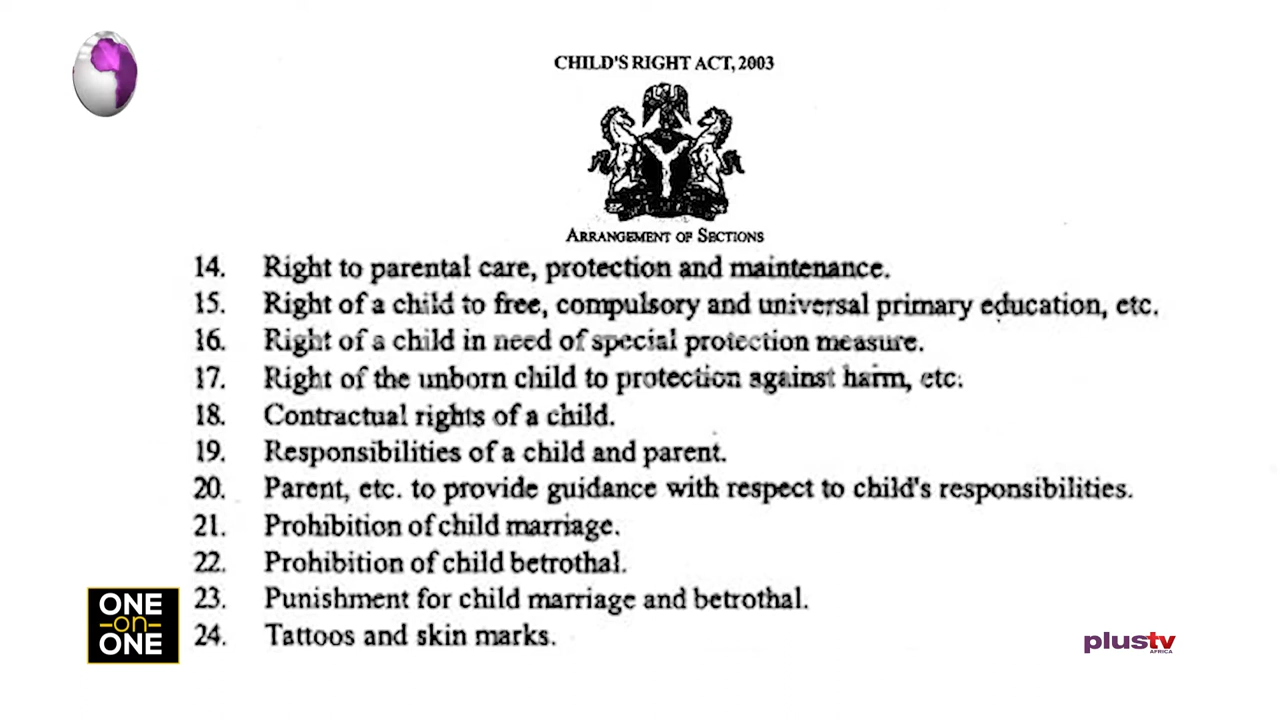 CHILD'S RIGHT ACT, 2003
ARRANGEMENT OF SECTIONS
14. Right to parental care, protection and maintenance.
15. Right of a child to free, compulsory and universal primary education, etc.
16. Right of a child in need of special protection measure.
17. Right of the unborn child to protection against harm, etc.
18. Contractual rights of a child.
19. Responsibilities of a child and parent.
20. Parent, etc. to provide guidance with respect to child's responsibilities.
21. Prohibition of child marriage.
22. Prohibition of child betrothal.
23. Punishment for child marriage and betrothal.
24. Tattoos and skin marks.
ONE
-on-
ONE
plustv
AFRICA